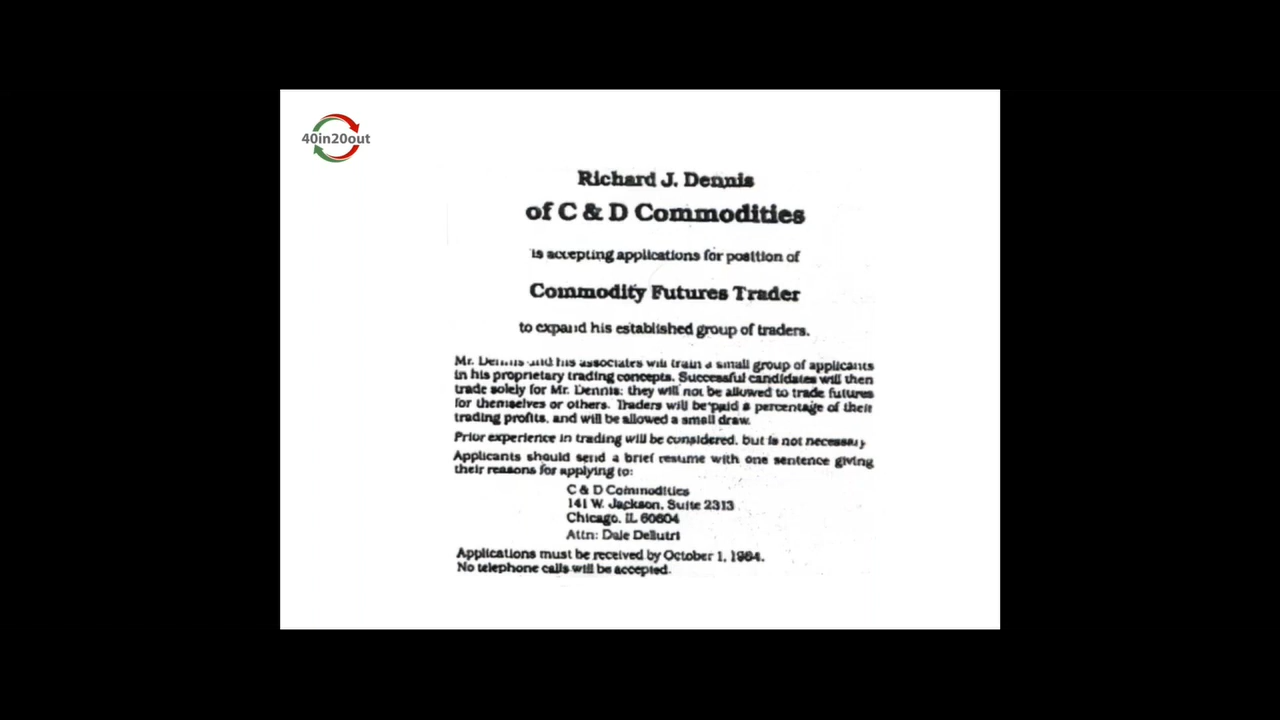 40in20out
Richard J. Dennis
of C & D Commodities
is accepting applications for position of
Commodity Futures Trader
to expand his established group of traders.
Mr. Dennis and his associates will train a small group of applicants
in his proprietary trading concepts. Successful candidates will then
trade solely for Mr. Dennis: they will not be allowed to trade futures
for themselves or others. Traders will be paid a percentage of their
trading profits, and will be allowed a small draw.
Prior experience in trading will be considered, but is not necessary
Applicants should send a brief resume with one sentence giving
their reasons for applying to:
C & D Commodities
141 W. Jackson, Suite 2313
Chicago, IL 60604
Attn: Dale Dellutri
Applications must be received by October 1, 1984.
No telephone calls will be accepted.